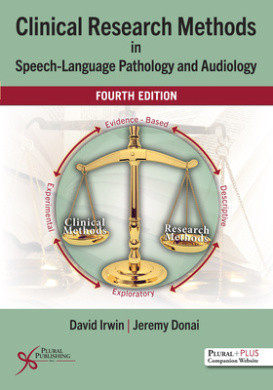 Clinical Research Methods
in
Speech-Language Pathology and Audiology
FOURTH EDITION
Evidence - Based
Experimental
Descriptive
Clinical
Methods
Research
Methods
Exploratory
David Irwin | Jeremy Donai
PLURAL
PUBLISHING
INC.
PLURAL+PLUS
Companion Website